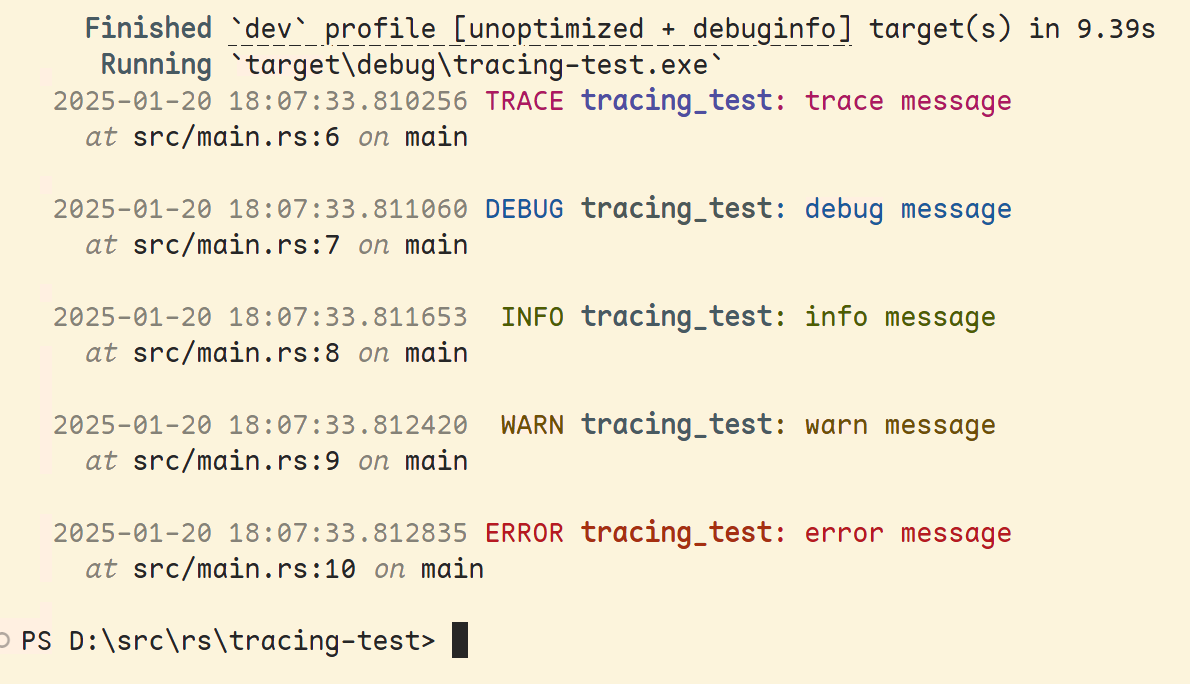 Finished `dev` profile [unoptimized + debuginfo] target(s) in 9.39s
Running `target\debug\tracing-test.exe`
2025-01-20 18:07:33.810256 TRACE tracing_test: trace message
at src/main.rs:6 on main
2025-01-20 18:07:33.811060 DEBUG tracing_test: debug message
at src/main.rs:7 on main
2025-01-20 18:07:33.811653 INFO tracing_test: info message
at src/main.rs:8 on main
2025-01-20 18:07:33.812420 WARN tracing_test: warn message
at src/main.rs:9 on main
2025-01-20 18:07:33.812835 ERROR tracing_test: error message
at src/main.rs:10 on main
PS D:\src\rs\tracing-test>